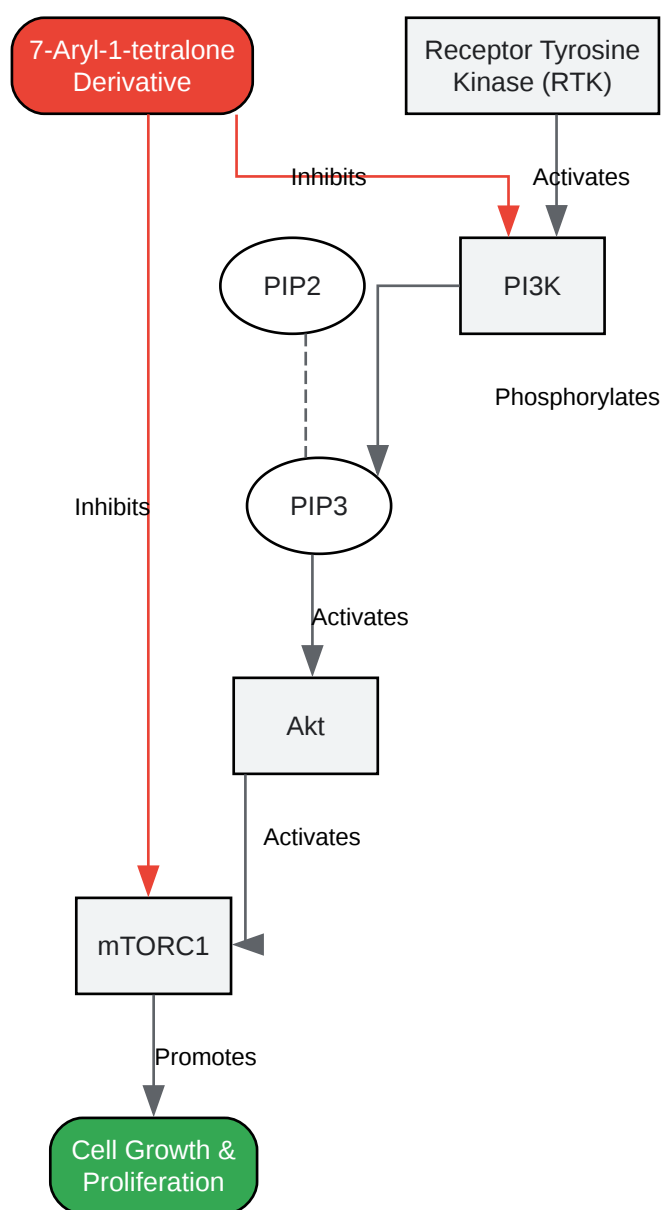 7-Aryl-1-tetralone
Derivative
Receptor Tyrosine
Kinase (RTK)
Inhibits
Activates
PIP2
PI3K
Phosphorylates
Inhibits
PIP3
Activates
Akt
Activates
mTORC1
Promotes
Cell Growth &
Proliferation